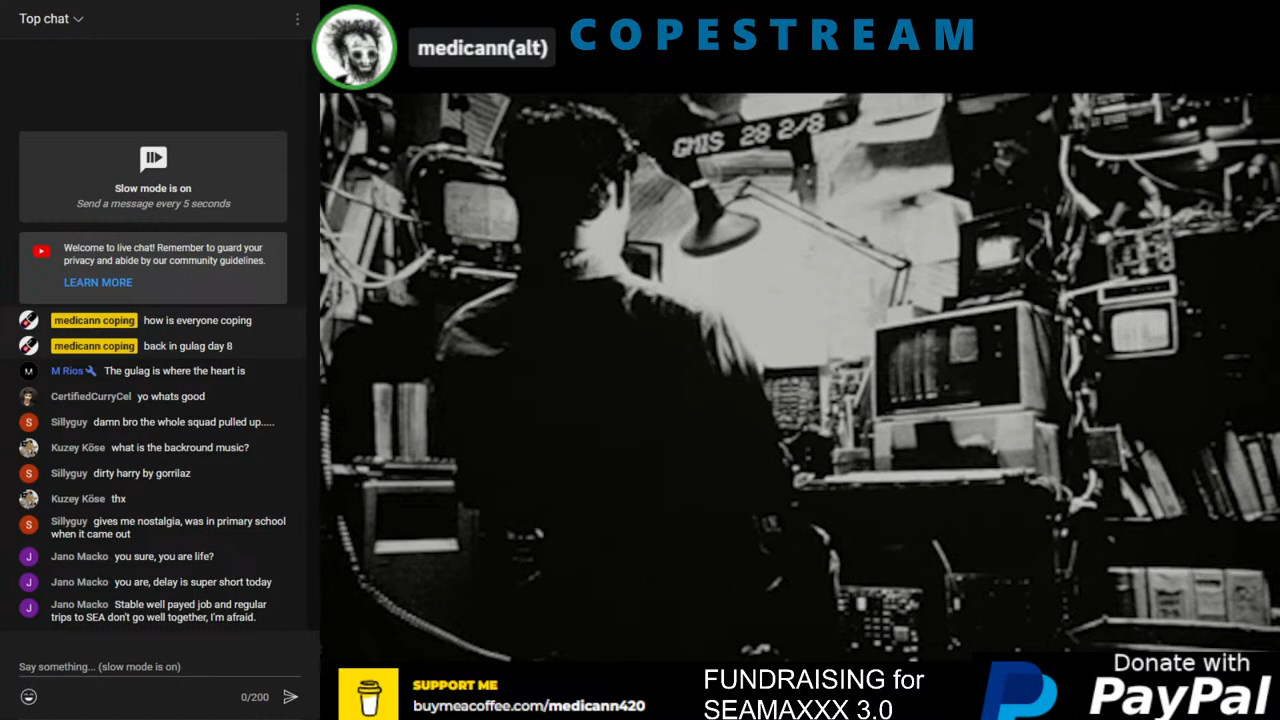 Top chat
Slow mode is on
Send a message every 5 seconds
Welcome to live chat! Remember to guard your
privacy and abide by our community guidelines.
LEARN MORE
medicann coping how is everyone coping
medicann coping back in gulag day 8
M M Rios The gulag is where the heart is
CertifiedCurryCel yo whats good
S Sillyguy damn bro the whole squad pulled up.....
Kuzey Köse what is the backround music?
S Sillyguy dirty harry by gorrilaz
Kuzey Köse thx
S Sillyguy gives me nostalgia, was in primary school
when it came out
J Jano Macko you sure, you are life?
J Jano Macko you are, delay is super short today
J Jano Macko Stable well payed job and regular
trips to SEA don't go well together, I'm afraid.
Say something... (slow mode is on)
0/200
medicann(alt)
COPESTREAM
GMIS 28 2/8
SUPPORT ME
buymeacoffee.com/medicann420
FUNDRAISING for
SEAMAXXX 3.0
Donate with
PayPal